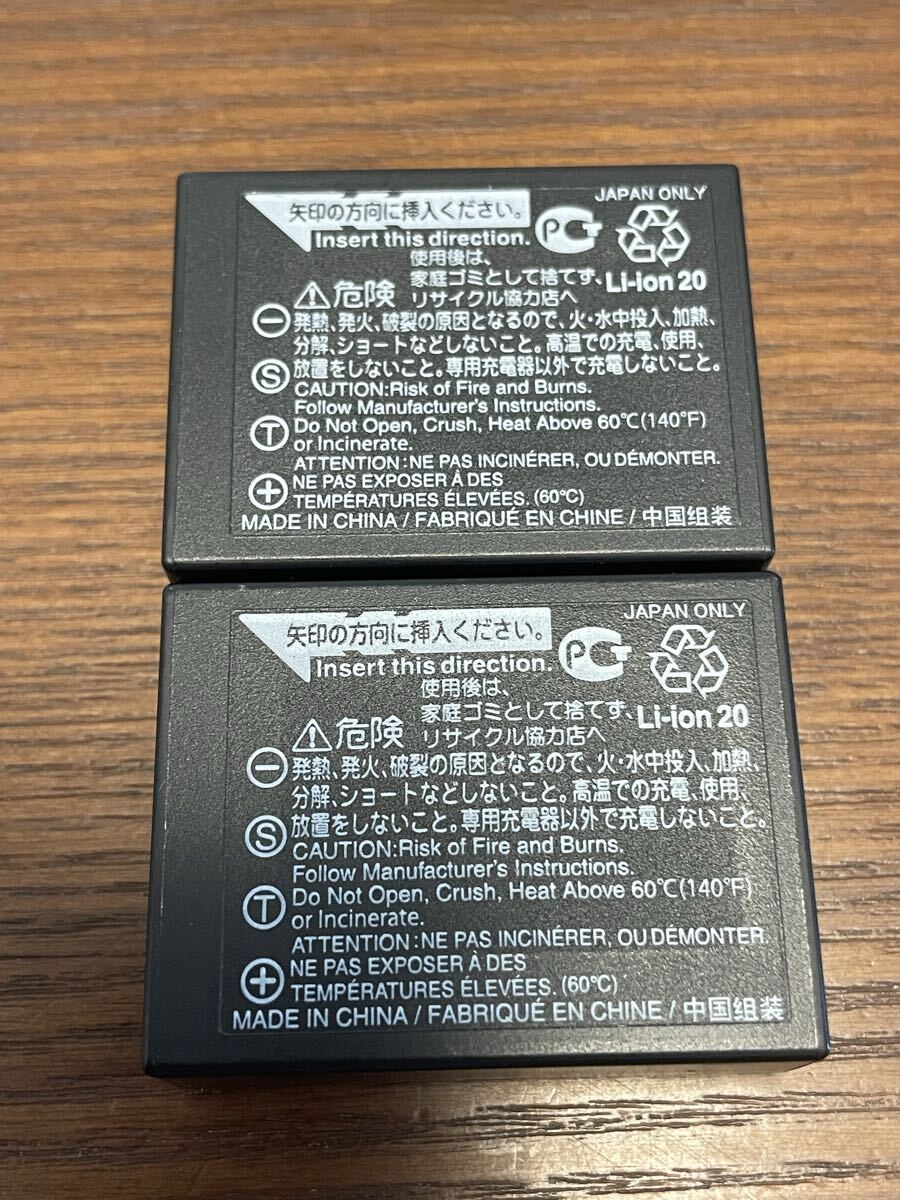 JAPAN ONLY
矢印の方向に挿入ください。
Insert this direction.
PCT
使用後は、
家庭ゴミとして捨てず、
Li-ion 20
⚠危険
リサイクル協力店へ
⊖ 発熱、発火、破裂の原因となるので、火・水中投入、加熱、
分解、ショートなどしないこと。高温での充電、使用、
Ⓢ 放置をしないこと。専用充電器以外で充電しないこと。
CAUTION:Risk of Fire and Burns.
Follow Manufacturer's Instructions.
Ⓣ Do Not Open, Crush, Heat Above 60℃(140°F)
or Incinerate.
ATTENTION:NE PAS INCINÉRER, OU DÉMONTER.
⊕ NE PAS EXPOSER À DES
TEMPÉRATURES ÉLEVÉES. (60℃)
MADE IN CHINA / FABRIQUÉ EN CHINE / 中国组装
JAPAN ONLY
矢印の方向に挿入ください。
Insert this direction.
PCT
使用後は、
家庭ゴミとして捨てず、
Li-ion 20
⚠危険
リサイクル協力店へ
⊖ 発熱、発火、破裂の原因となるので、火・水中投入、加熱、
分解、ショートなどしないこと。高温での充電、使用、
Ⓢ 放置をしないこと。専用充電器以外で充電しないこと。
CAUTION:Risk of Fire and Burns.
Follow Manufacturer's Instructions.
Ⓣ Do Not Open, Crush, Heat Above 60℃(140°F)
or Incinerate.
ATTENTION:NE PAS INCINÉRER, OU DÉMONTER.
⊕ NE PAS EXPOSER À DES
TEMPÉRATURES ÉLEVÉES. (60℃)
MADE IN CHINA / FABRIQUÉ EN CHINE / 中国组装